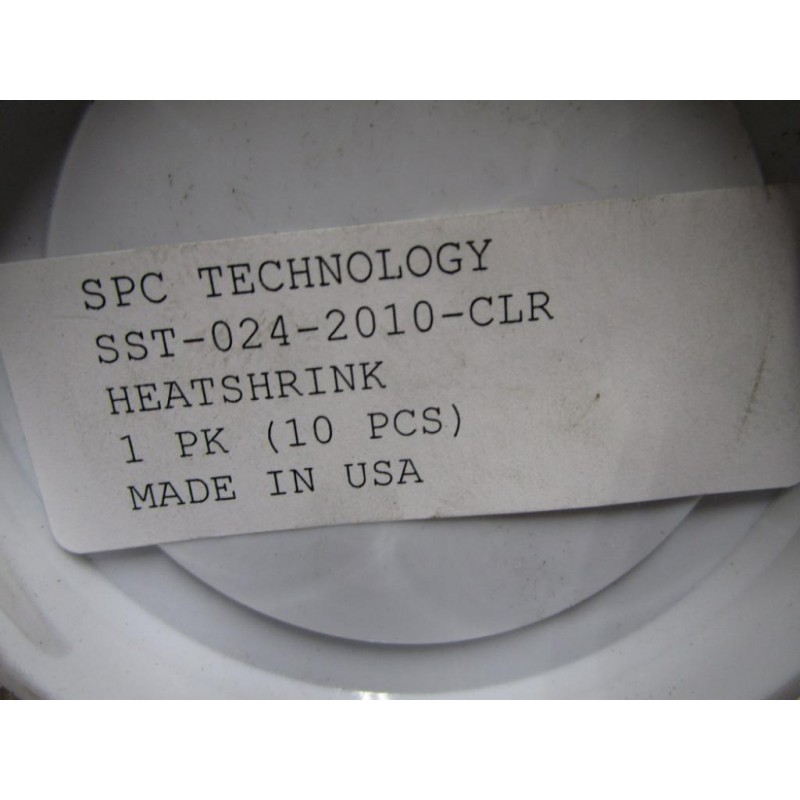 SPC TECHNOLOGY
SST-024-2010-CLR
HEATSHRINK
1 PK (10 PCS)
MADE IN USA